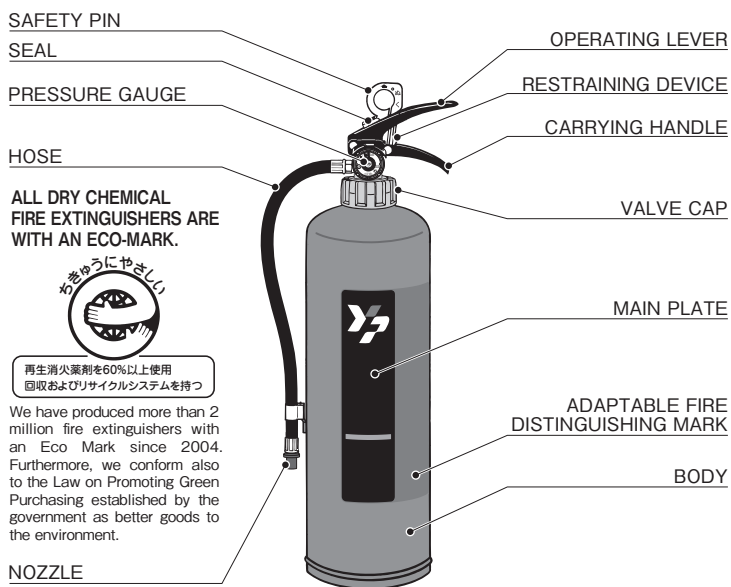 SAFETY PIN
SEAL
PRESSURE GAUGE
HOSE
ALL DRY CHEMICAL
FIRE EXTINGUISHERS ARE
WITH AN ECO-MARK.
ちきゅうにやさしい
再生消火薬剤を60%以上使用
回収およびリサイクルシステムを持つ
We have produced more than 2
million fire extinguishers with
an Eco Mark since 2004.
Furthermore, we conform also
to the Law on Promoting Green
Purchasing established by the
government as better goods to
the environment.
NOZZLE
YP
OPERATING LEVER
RESTRAINING DEVICE
CARRYING HANDLE
VALVE CAP
MAIN PLATE
ADAPTABLE FIRE
DISTINGUISHING MARK
BODY